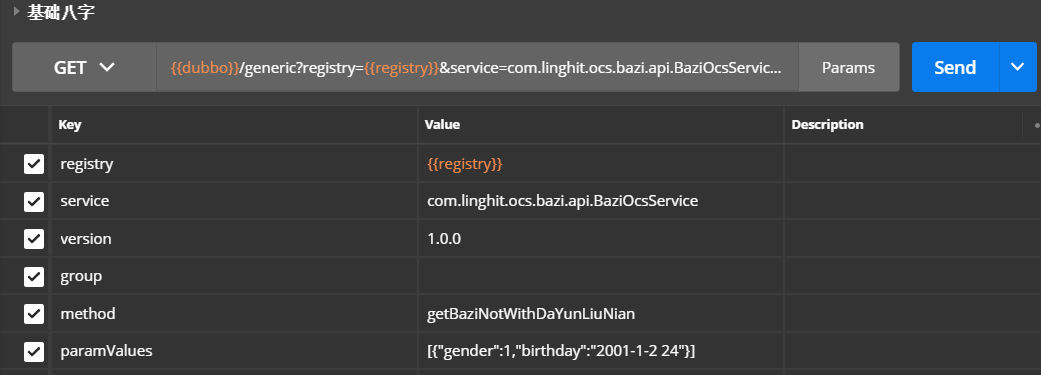 基础八字
GET {{dubbo}}/generic?registry={{registry}}&service=com.linghit.ocs.bazi.api.BaziOcsServic... Params Send
Key Value Description
registry {{registry}}
service com.linghit.ocs.bazi.api.BaziOcsService
version 1.0.0
group
method getBaziNotWithDaYunLiuNian
paramValues [{"gender":1,"birthday":"2001-1-2 24"}]